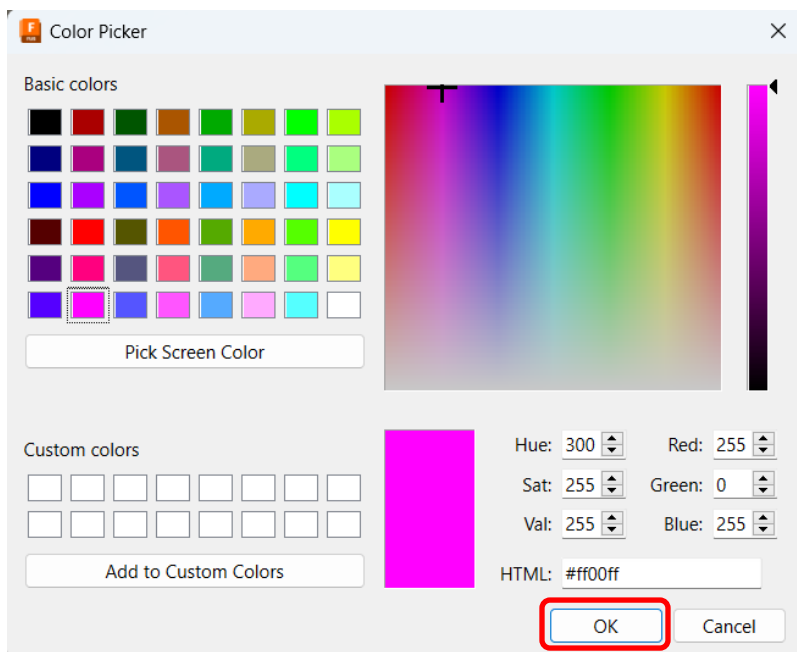 Color Picker
Basic colors
Pick Screen Color
Custom colors
Add to Custom Colors
Hue: 300 Red: 255
Sat: 255 Green: 0
Val: 255 Blue: 255
HTML: #ff00ff
OK Cancel